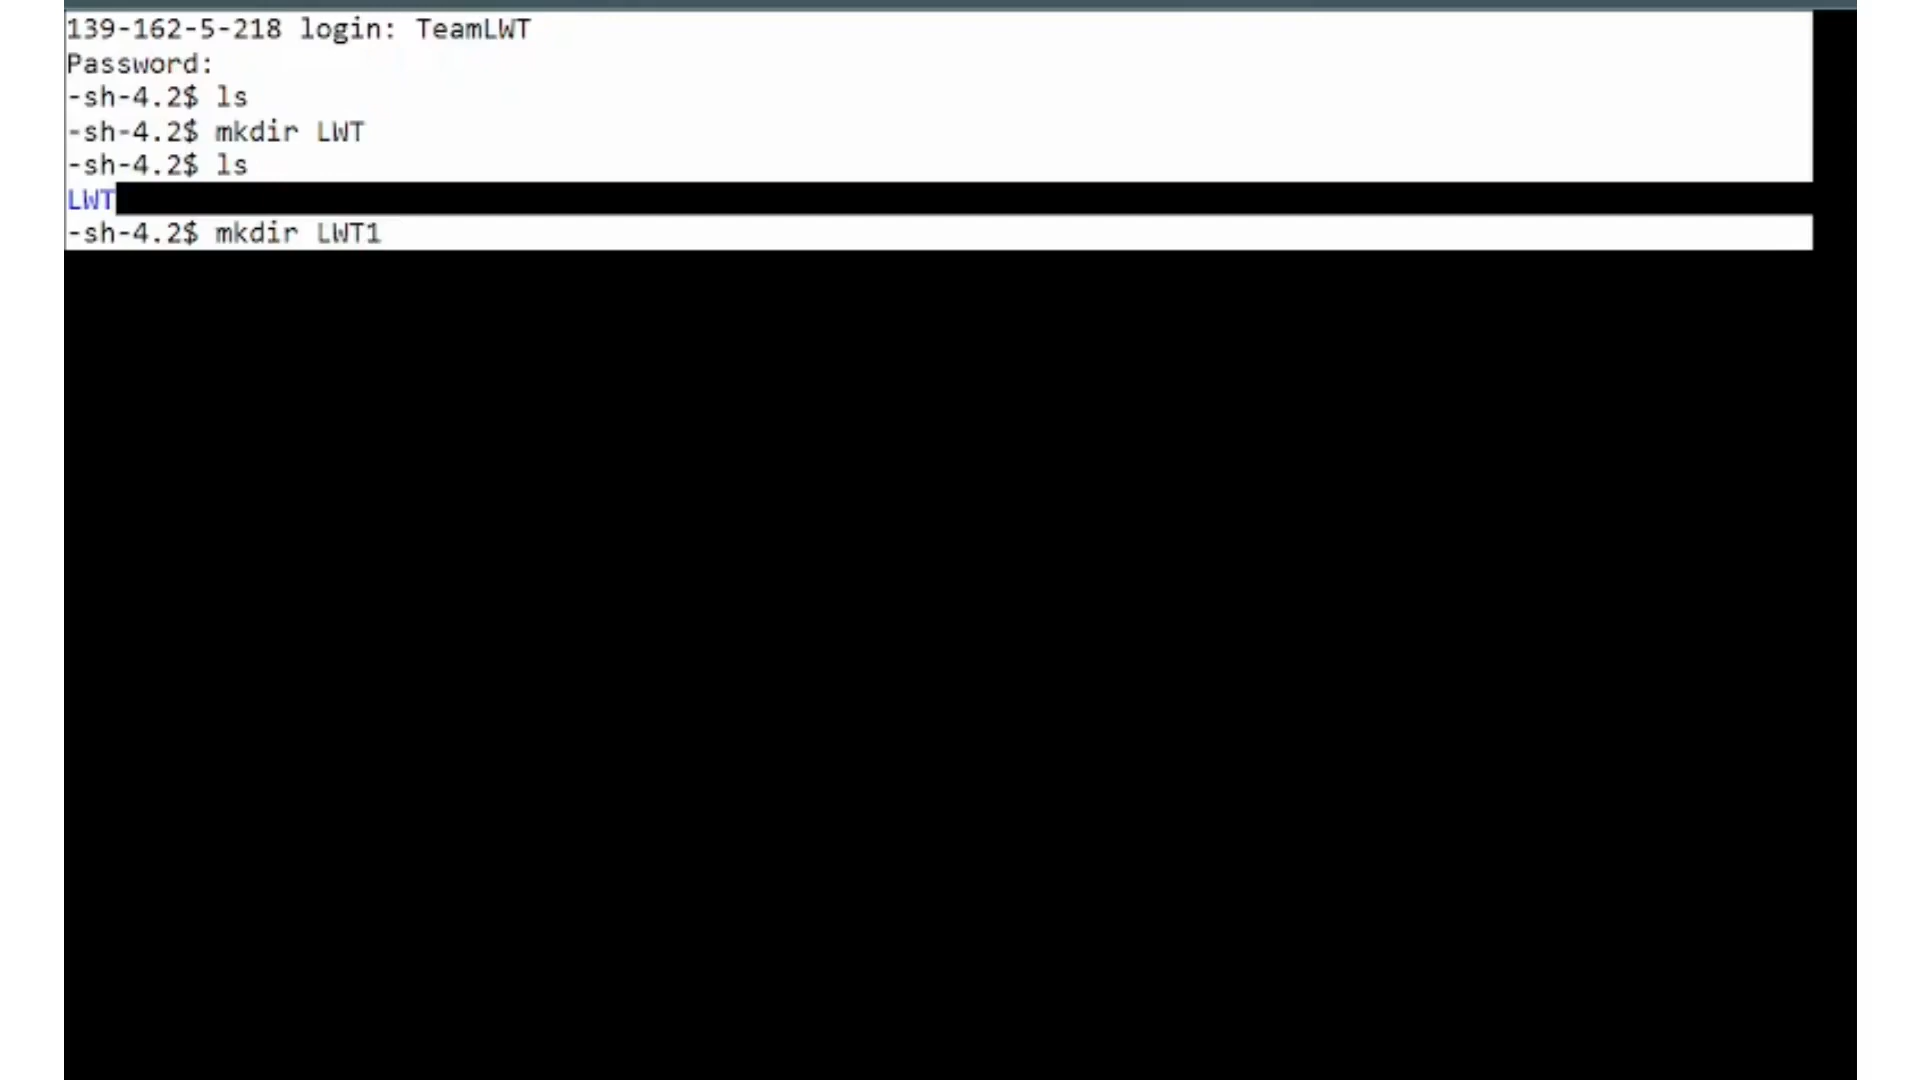 139-162-5-218 login: TeamLWT
Password:
-sh-4.2$ ls
-sh-4.2$ mkdir LWT
-sh-4.2$ ls
LWT
-sh-4.2$ mkdir LWT1